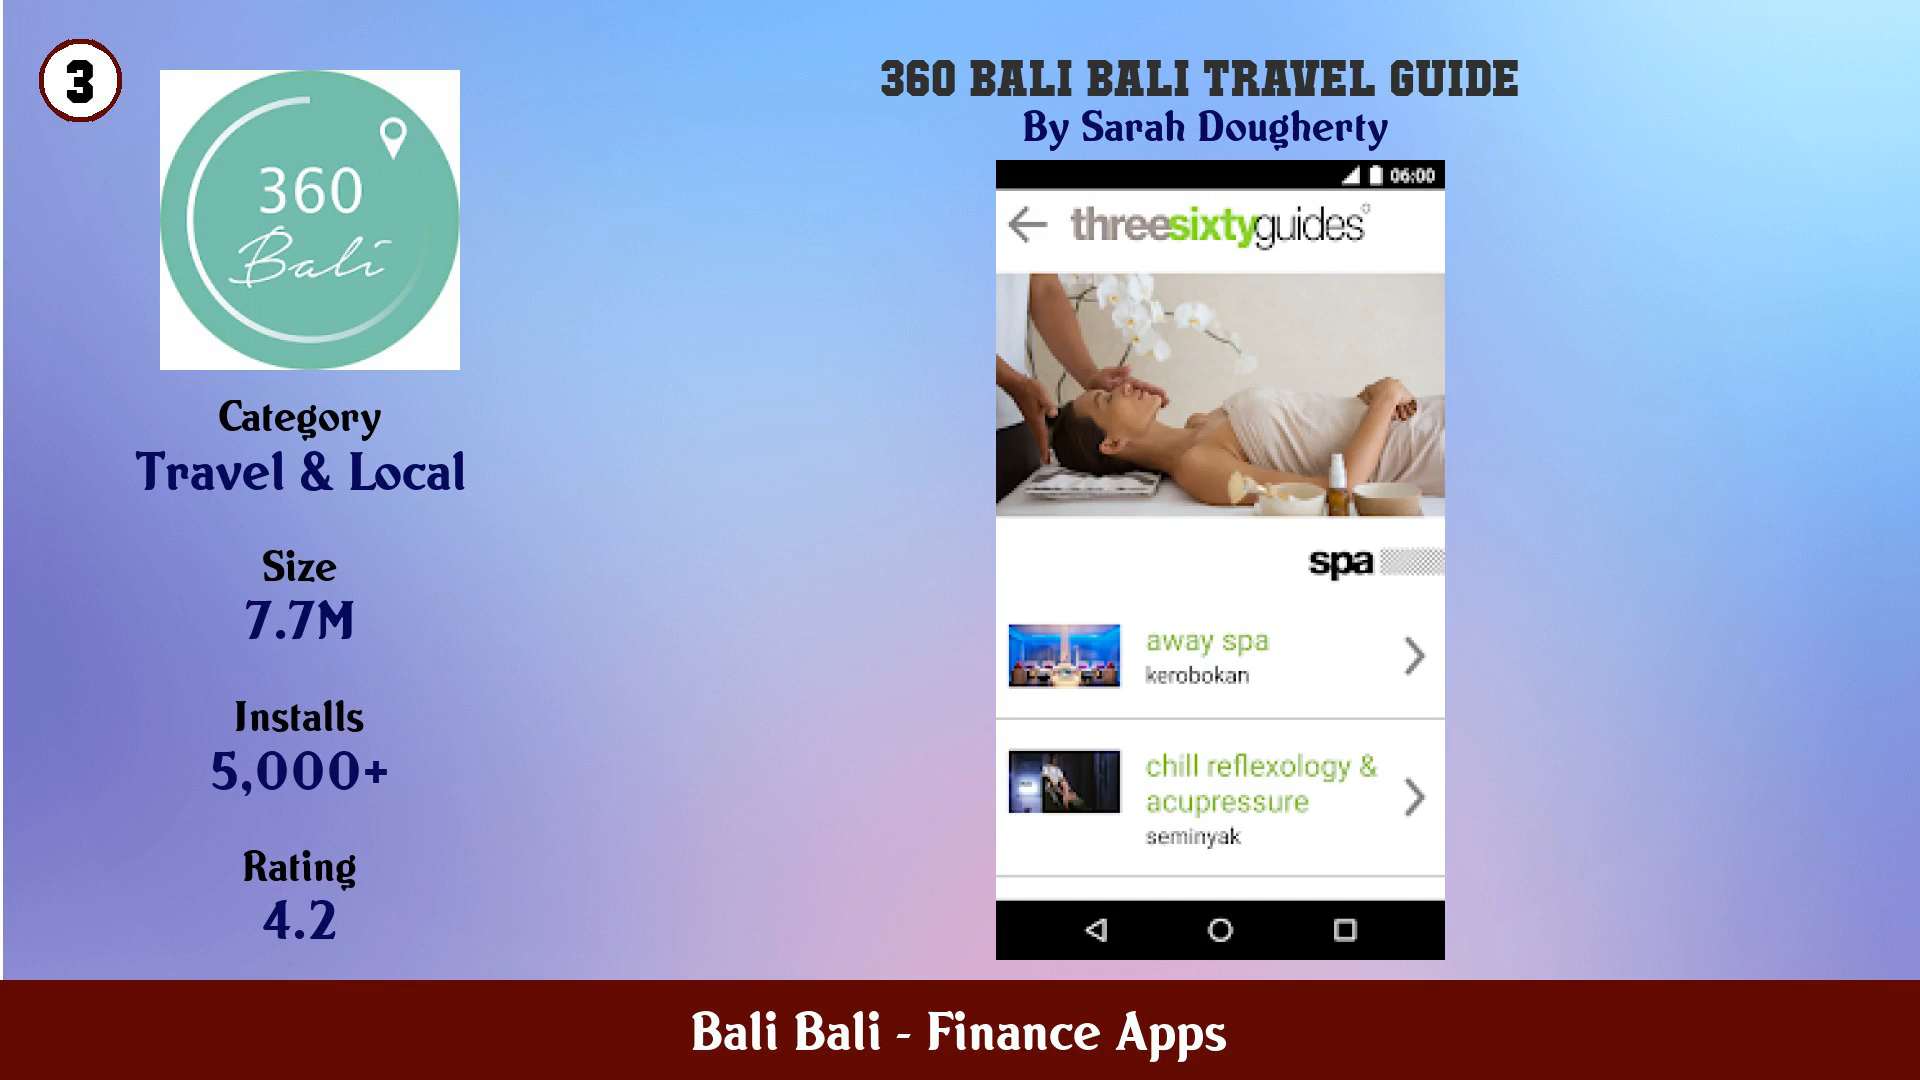 3
360
Bali
Category
Travel & Local
Size
7.7M
Installs
5,000+
Rating
4.2
360 BALI BALI TRAVEL GUIDE
By Sarah Dougherty
06:00
threesixtyguides
spa
away spa
kerobokan
chill reflexology &
acupressure
seminyak
Bali Bali - Finance Apps